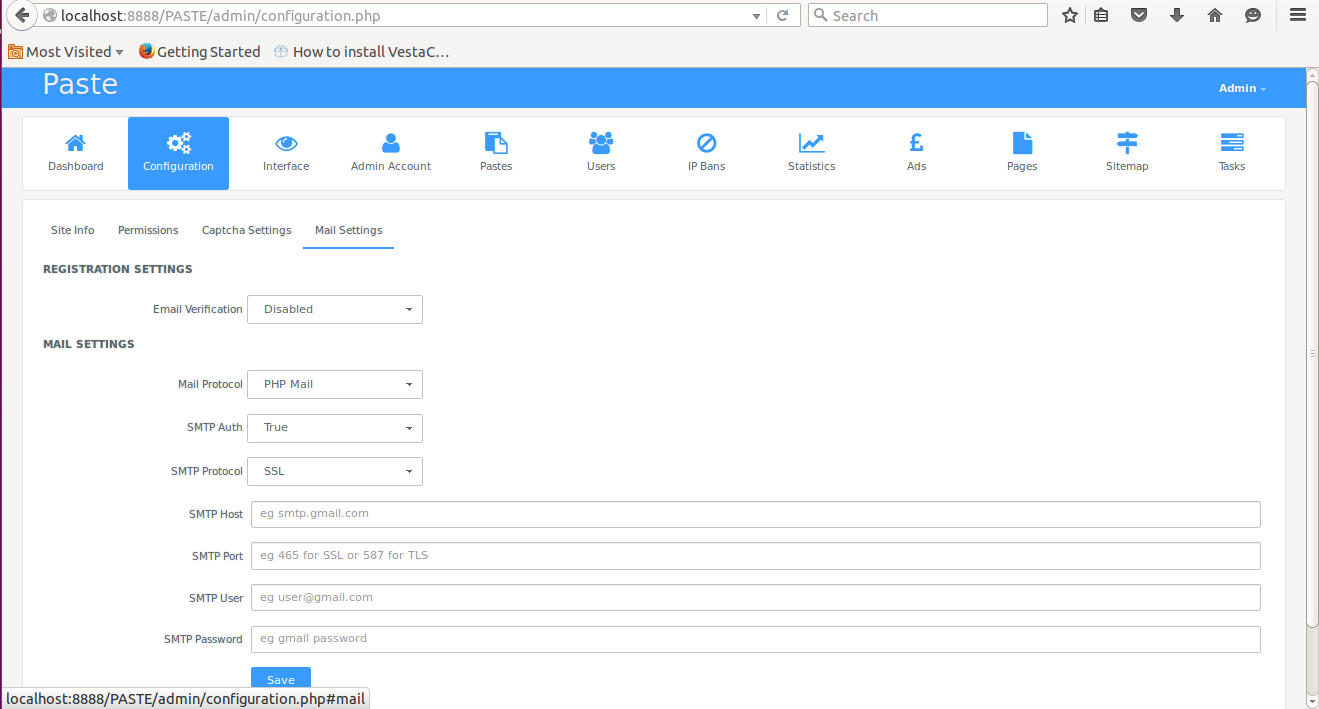 localhost:8888/PASTE/admin/configuration.php Search
Most Visited Getting Started How to install VestaC...
Paste Admin
Dashboard Configuration Interface Admin Account Pastes Users IP Bans Statistics Ads Pages Sitemap Tasks
Site Info Permissions Captcha Settings Mail Settings
REGISTRATION SETTINGS
Email Verification Disabled
MAIL SETTINGS
Mail Protocol PHP Mail
SMTP Auth True
SMTP Protocol SSL
SMTP Host eg smtp.gmail.com
SMTP Port eg 465 for SSL or 587 for TLS
SMTP User eg user@gmail.com
SMTP Password eg gmail password
Save
localhost:8888/PASTE/admin/configuration.php#mail